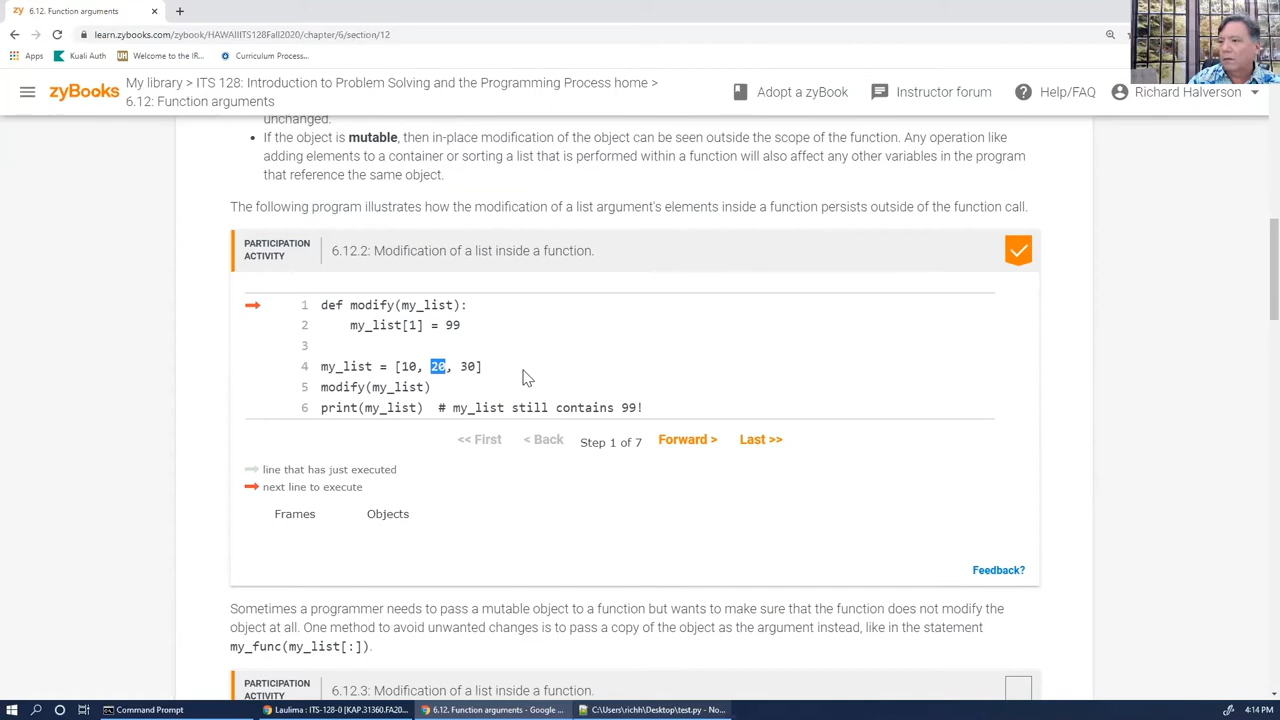 zy 6.12. Function arguments
learn.zybooks.com/zybook/HAWAIIITS128Fall2020/chapter/6/section/12
Apps Kuali Auth Welcome to the IR... Curriculum Process...
zyBooks My library > ITS 128: Introduction to Problem Solving and the Programming Process home >
6.12: Function arguments
Adopt a zyBook Instructor forum Help/FAQ Richard Halverson
unchanged.
• If the object is mutable, then in-place modification of the object can be seen outside the scope of the function. Any operation like
adding elements to a container or sorting a list that is performed within a function will also affect any other variables in the program
that reference the same object.
The following program illustrates how the modification of a list argument's elements inside a function persists outside of the function call.
PARTICIPATION
ACTIVITY
6.12.2: Modification of a list inside a function.
1 def modify(my_list):
2 my_list[1] = 99
3
4 my_list = [10, 20, 30]
5 modify(my_list)
6 print(my_list) # my_list still contains 99!
<< First < Back Step 1 of 7 Forward > Last >>
line that has just executed
next line to execute
Frames Objects
Feedback?
Sometimes a programmer needs to pass a mutable object to a function but wants to make sure that the function does not modify the
object at all. One method to avoid unwanted changes is to pass a copy of the object as the argument instead, like in the statement
my_func(my_list[:]).
PARTICIPATION
ACTIVITY
6.12.3: Modification of a list inside a function.
Command Prompt Laulima : ITS-128-0 [KAP.31360.FA20... 6.12. Function arguments - Google ... C:\Users\richh\Desktop\test.py - No... 4:14 PM